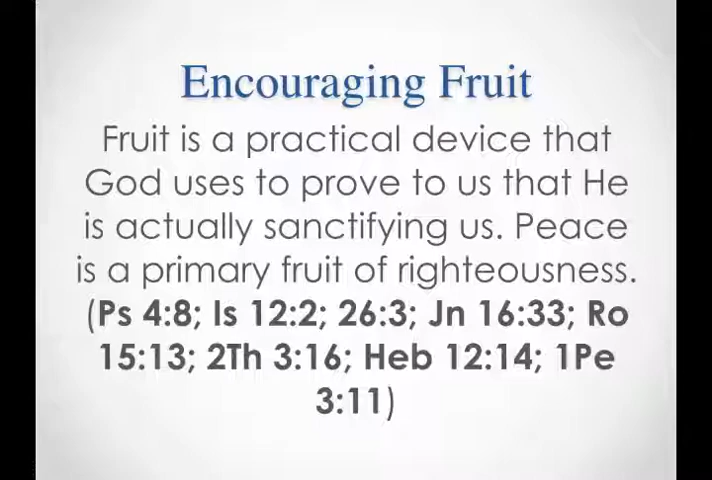 Encouraging Fruit
Fruit is a practical device that
God uses to prove to us that He
is actually sanctifying us. Peace
is a primary fruit of righteousness.
(Ps 4:8; Is 12:2; 26:3; Jn 16:33; Ro
15:13; 2Th 3:16; Heb 12:14; 1Pe
3:11)